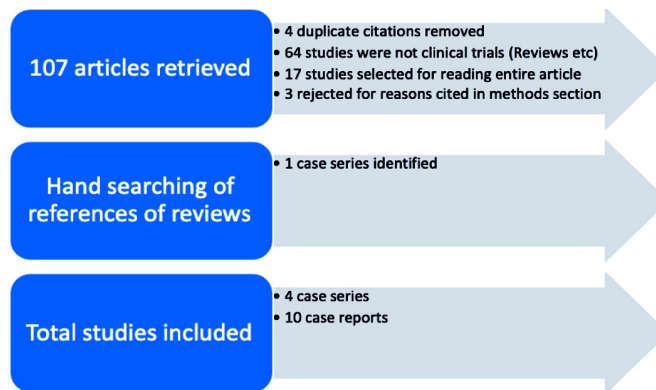 107 articles retrieved
• 4 duplicate citations removed
• 64 studies were not clinical trials (Reviews etc)
• 17 studies selected for reading entire article
• 3 rejected for reasons cited in methods section
Hand searching of
references of reviews
• 1 case series identified
Total studies included
• 4 case series
• 10 case reports